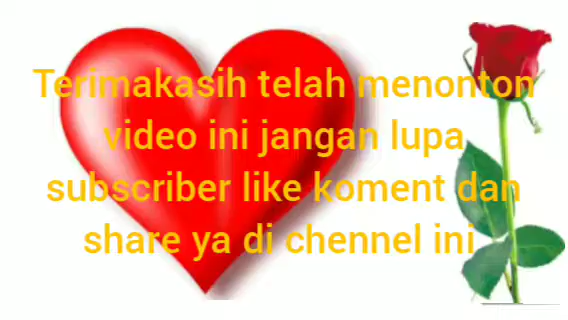 Terimakasih telah menonton
video ini jangan lupa
subscriber like koment dan
share ya di chennel ini